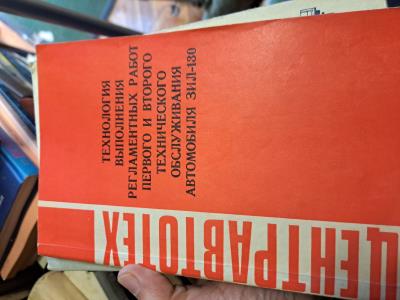 ТЕХНОЛОГИЯ
ВЫПОЛНЕНИЯ
РЕГЛАМЕНТНЫХ РАБОТ
ПЕРВОГО И ВТОРОГО
ТЕХНИЧЕСКОГО
ОБСЛУЖИВАНИЯ
АВТОМОБИЛЯ ЗИЛ-130
ЦЕНТРАВТОТЕХ